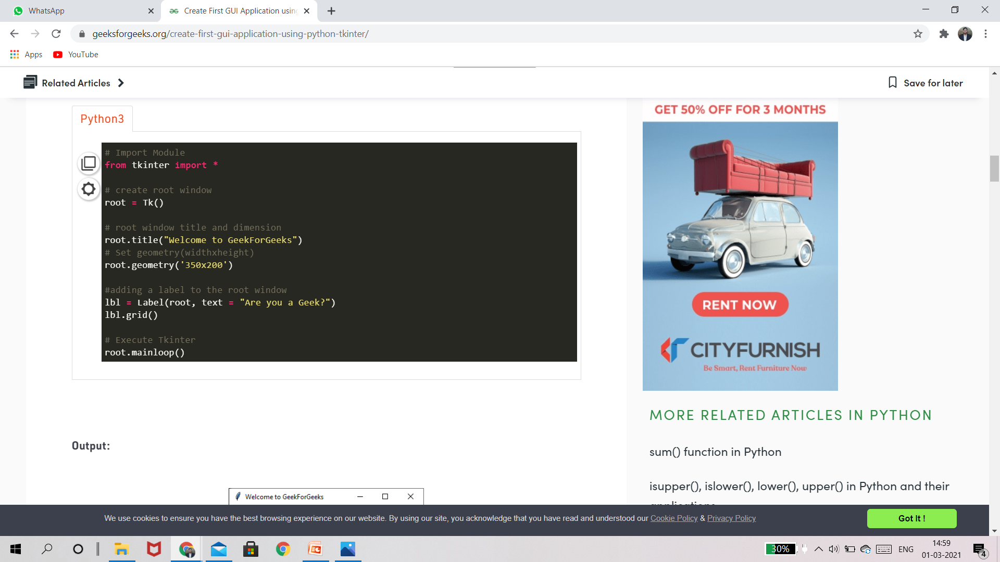 WhatsApp
Create First GUI Application using
geeksforgeeks.org/create-first-gui-application-using-python-tkinter/
Apps
YouTube
Related Articles
Save for later
Python3
# Import Module
from tkinter import *
# create root window
root = Tk()
# root window title and dimension
root.title("Welcome to GeekForGeeks")
# Set geometry(widthxheight)
root.geometry('350x200')
#adding a label to the root window
lbl = Label(root, text = "Are you a Geek?")
lbl.grid()
# Execute Tkinter
root.mainloop()
Output:
Welcome to GeekForGeeks
GET 50% OFF FOR 3 MONTHS
RENT NOW
CITYFURNISH
Be Smart, Rent Furniture Now
MORE RELATED ARTICLES IN PYTHON
sum() function in Python
isupper(), islower(), lower(), upper() in Python and their
We use cookies to ensure you have the best browsing experience on our website. By using our site, you acknowledge that you have read and understood our Cookie Policy & Privacy Policy
Got It !
30%
ENG
14:59
01-03-2021
4